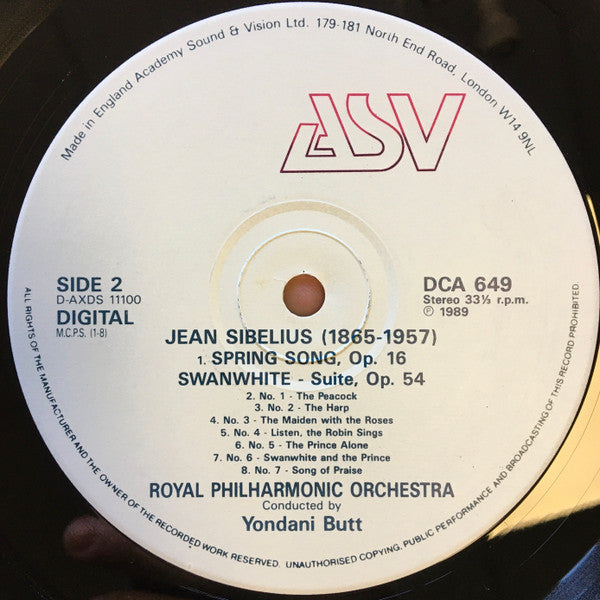 Made in England Academy Sound & Vision Ltd. 179-181 North End Road, London W14 9NL
ASV
SIDE 2
D-AXDS 11100
DIGITAL
M.C.P.S. (1-8)
DCA 649
Stereo 33⅓ r.p.m.
℗ 1989
JEAN SIBELIUS (1865-1957)
1. SPRING SONG, Op. 16
SWANWHITE - Suite, Op. 54
2. No. 1 - The Peacock
3. No. 2 - The Harp
4. No. 3 - The Maiden with the Roses
5. No. 4 - Listen, the Robin Sings
6. No. 5 - The Prince Alone
7. No. 6 - Swanwhite and the Prince
8. No. 7 - Song of Praise
ROYAL PHILHARMONIC ORCHESTRA
Conducted by
Yondani Butt
ALL RIGHTS OF THE MANUFACTURER AND THE OWNER OF THE RECORDED WORK RESERVED. UNAUTHORISED COPYING, PUBLIC PERFORMANCE AND BROADCASTING OF THIS RECORD PROHIBITED.